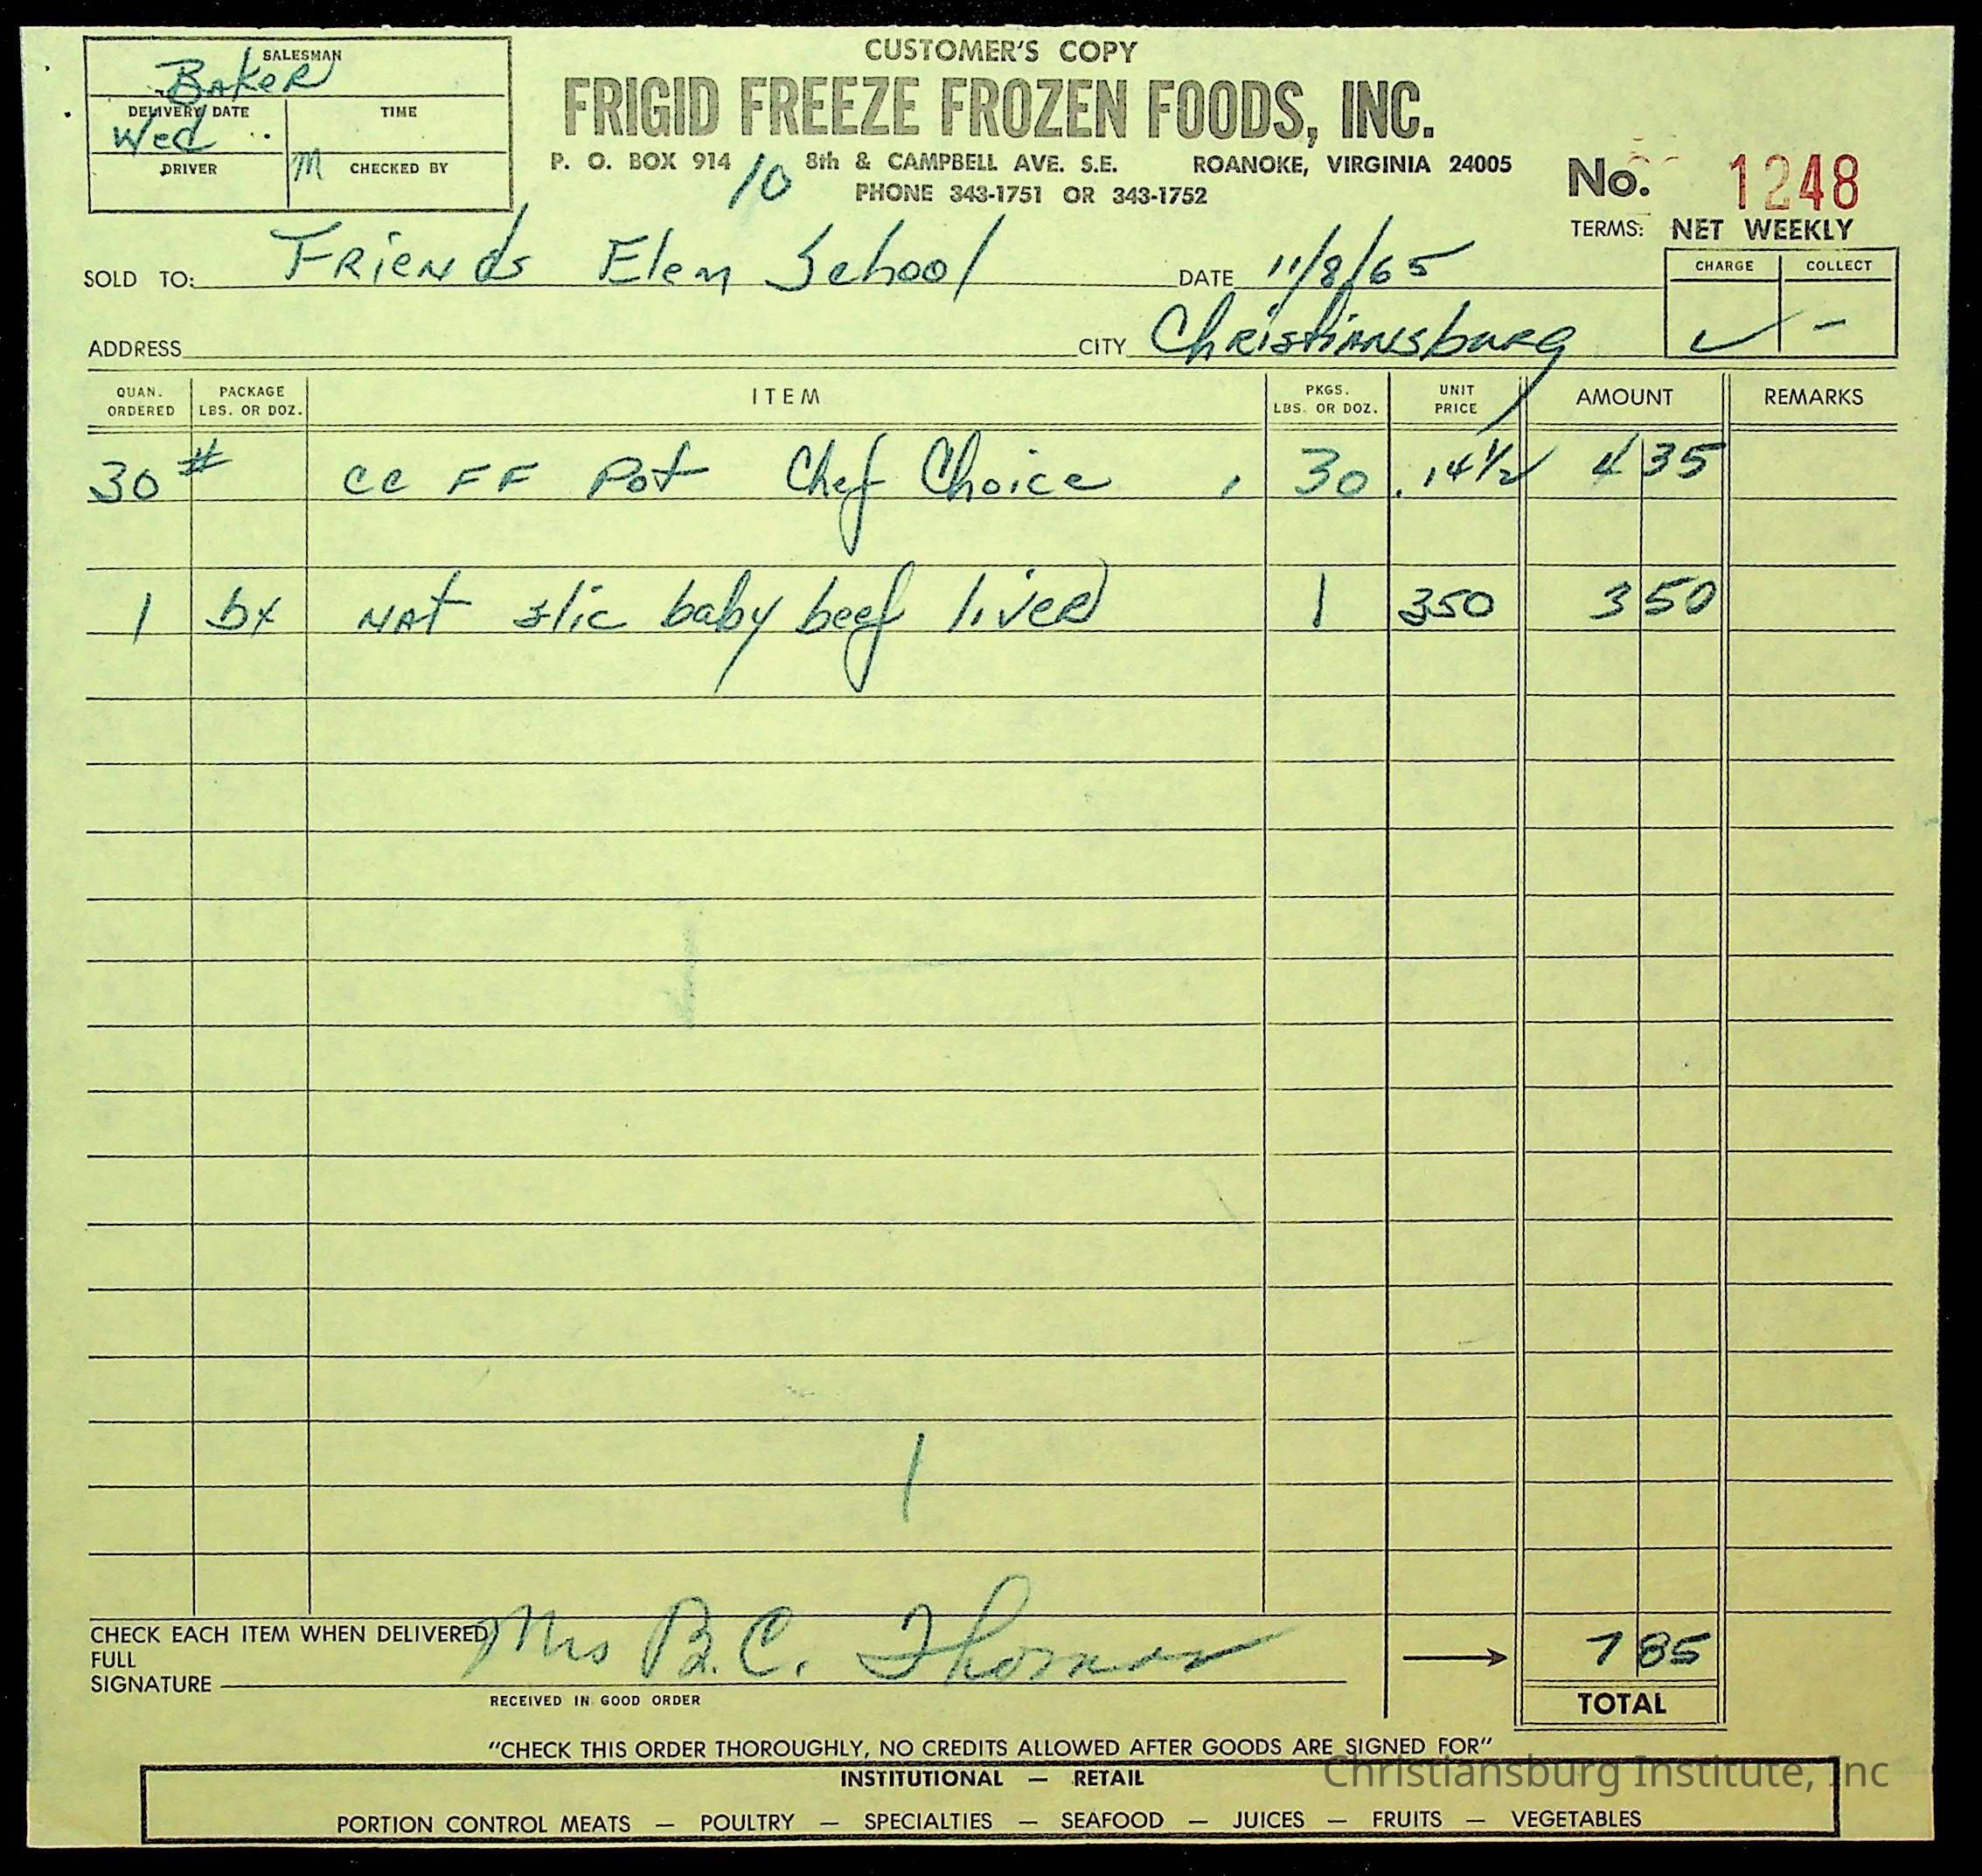 CUSTOMER'S COPY
SALESMAN
Baker
DELIVERY DATE TIME
Wed
DRIVER M CHECKED BY
FRIGID FREEZE FROZEN FOODS, INC.
P. O. BOX 914 10 8th & CAMPBELL AVE. S.E. ROANOKE, VIRGINIA 24005
PHONE 343-1751 OR 343-1752
No. 1248
TERMS: NET WEEKLY
SOLD TO: Friends Elem School DATE 11/8/65
CHARGE COLLECT
✓ -
ADDRESS CITY Christiansburg
QUAN. ORDERED PACKAGE LBS. OR DOZ. ITEM PKGS. LBS. OR DOZ. UNIT PRICE AMOUNT REMARKS
30 # CC FF Pot Chef Choice 30 .14½ 4 35
1 bx NAt slic baby beef liver 1 350 3 50
CHECK EACH ITEM WHEN DELIVERED
FULL
SIGNATURE Mrs B.C. Thomas
7 85
RECEIVED IN GOOD ORDER
TOTAL
"CHECK THIS ORDER THOROUGHLY, NO CREDITS ALLOWED AFTER GOODS ARE SIGNED FOR"
INSTITUTIONAL — RETAIL
Christiansburg Institute, Inc
PORTION CONTROL MEATS — POULTRY — SPECIALTIES — SEAFOOD — JUICES — FRUITS — VEGETABLES